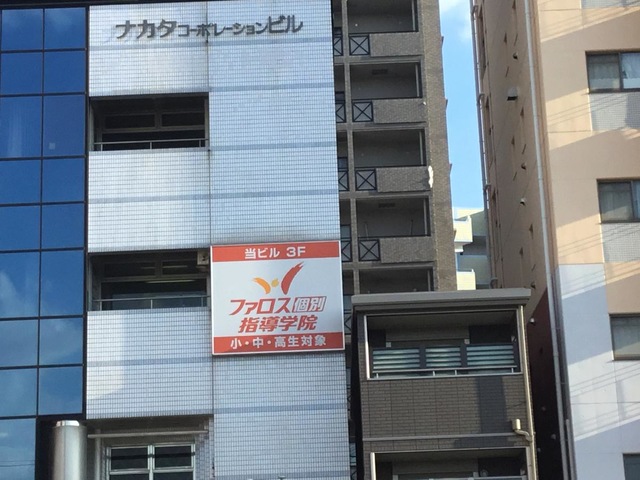 ナカタコーポレーションビル
当ビル 3F
ファロス個別
指導学院
小・中・高生対象